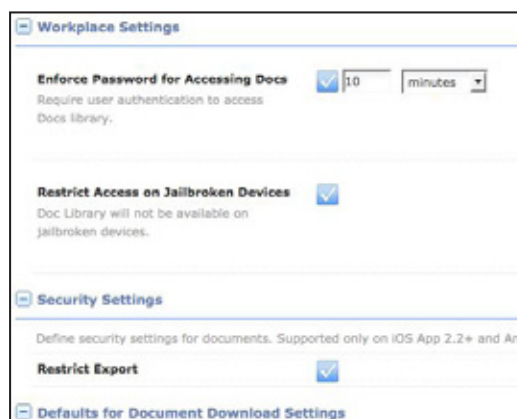 Workplace Settings
Enforce Password for Accessing Docs
10 minutes
Require user authentication to access
Docs library.
Restrict Access on Jailbroken Devices
Doc Library will not be available on
jailbroken devices.
Security Settings
Define security settings for documents. Supported only on iOS App 2.2+ and
Restrict Export
Defaults for Document Download Settings